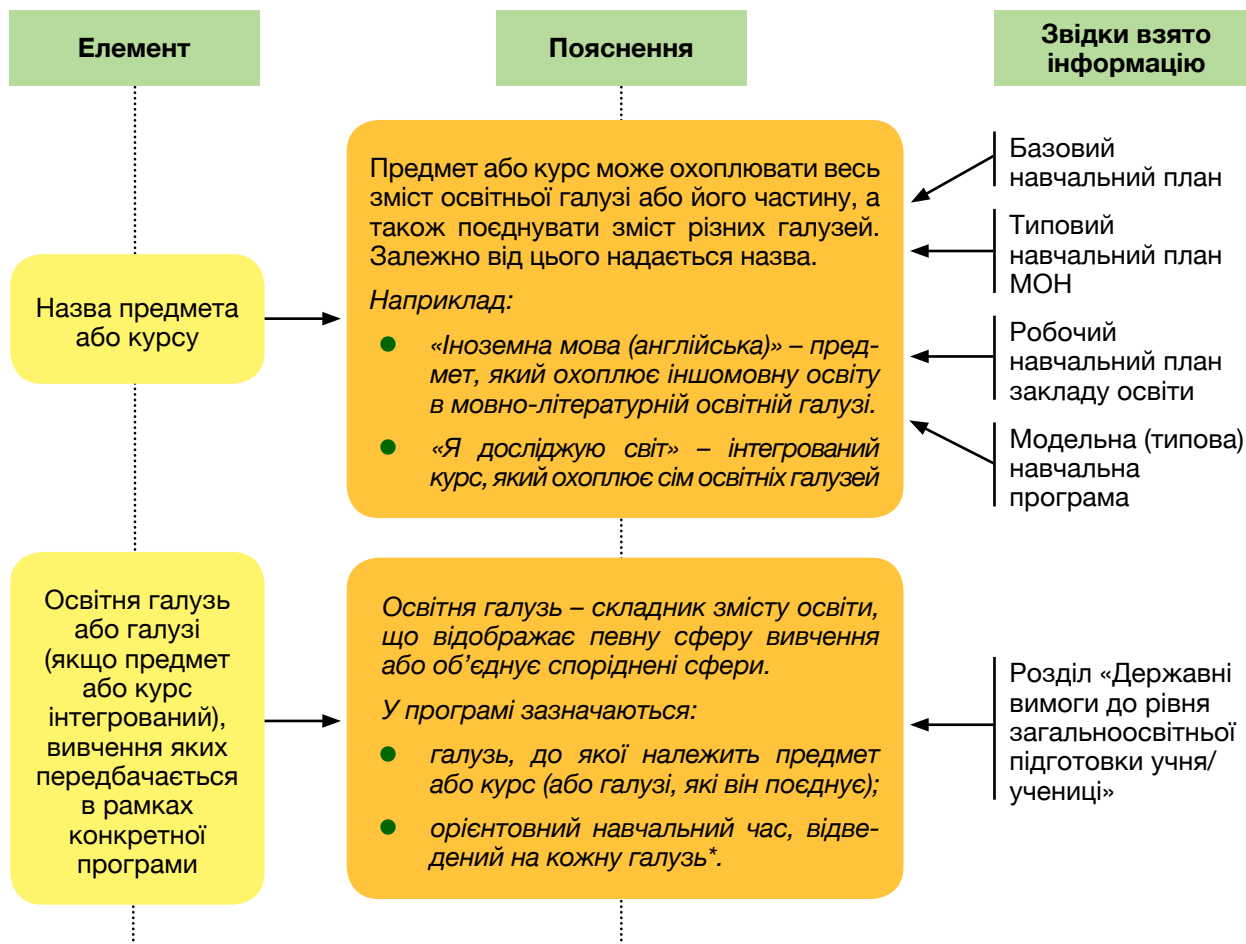 Елемент
Пояснення
Звідки взято
інформацію
Назва предмета
або курсу
Предмет або курс може охоплювати весь
зміст освітньої галузі або його частину, а
також поєднувати зміст різних галузей.
Залежно від цього надається назва.
Наприклад:
● «Іноземна мова (англійська)» – пред-
мет, який охоплює іншомовну освіту
в мовно-літературній освітній галузі.
● «Я досліджую світ» – інтегрований
курс, який охоплює сім освітніх галузей
Базовий
навчальний план
Типовий
навчальний план
МОН
Робочий
навчальний план
закладу освіти
Модельна (типова)
навчальна
програма
Освітня галузь
або галузі
(якщо предмет
або курс
інтегрований),
вивчення яких
передбачається
в рамках
конкретної
програми
Освітня галузь – складник змісту освіти,
що відображає певну сферу вивчення
або об’єднує споріднені сфери.
У програмі зазначаються:
● галузь, до якої належить предмет
або курс (або галузі, які він поєднує);
● орієнтовний навчальний час, відве-
дений на кожну галузь*.
Розділ «Державні
вимоги до рівня
загальноосвітньої
підготовки учня/
учениці»